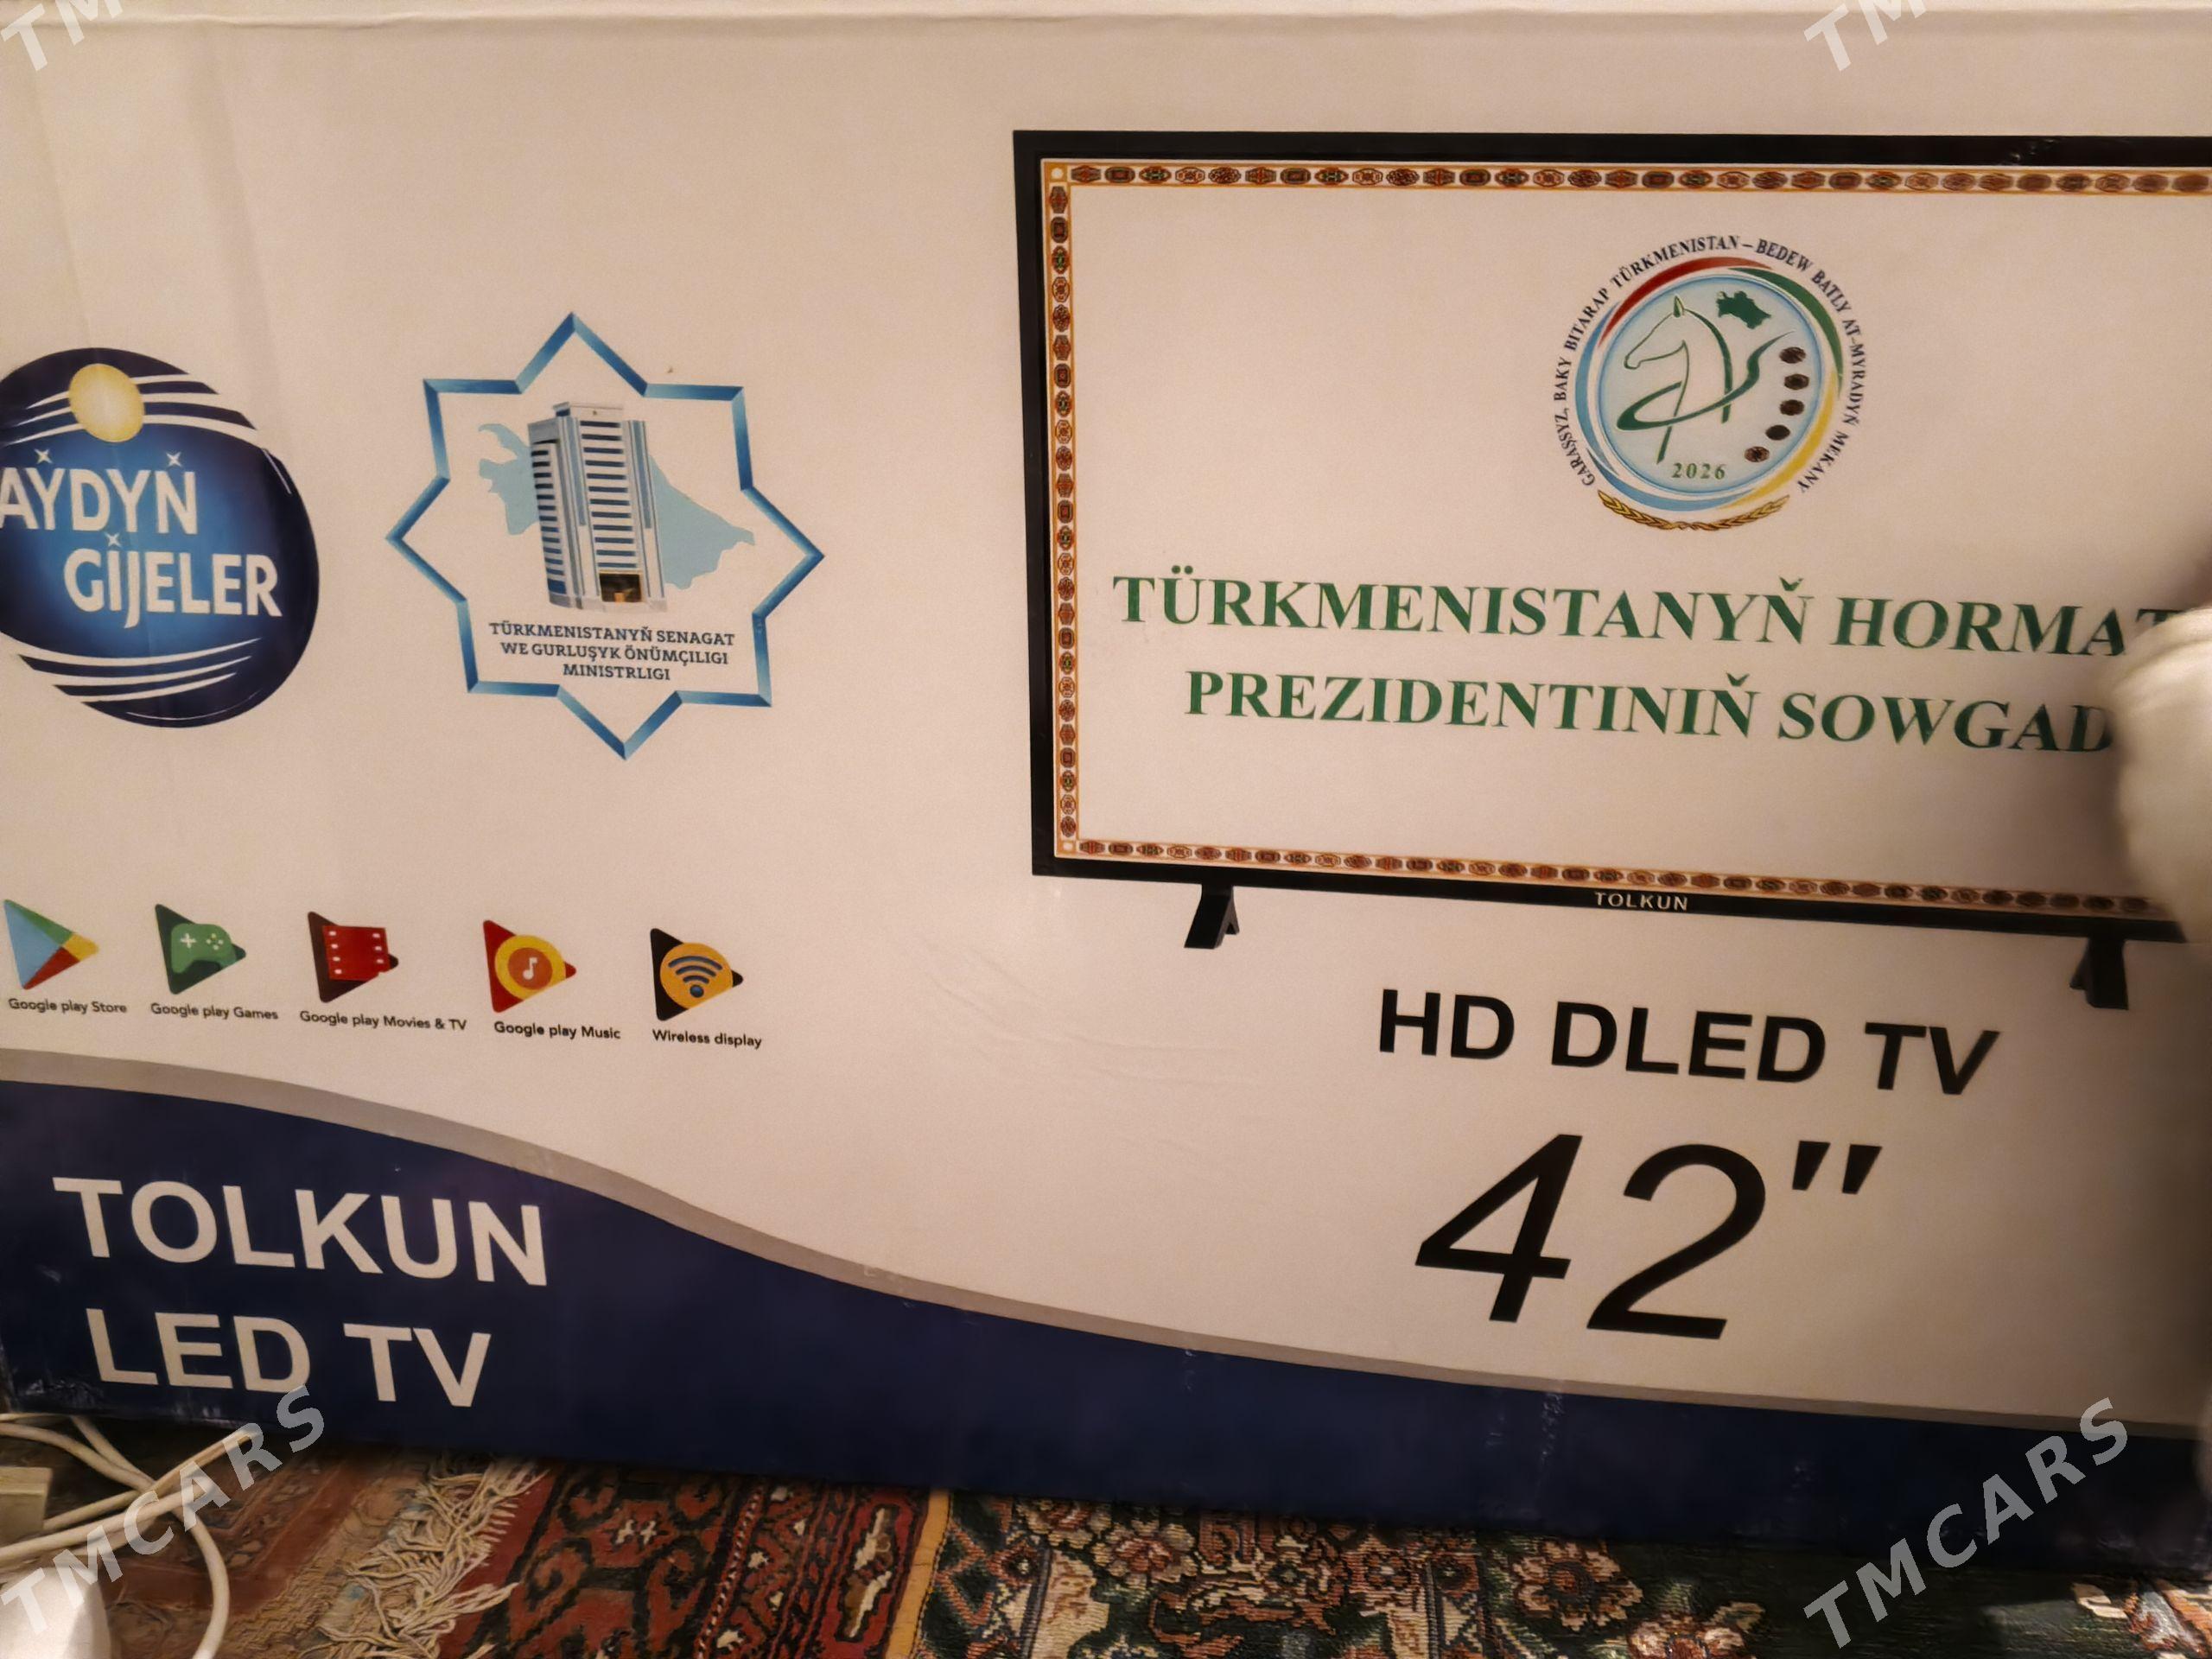 AÝDYŇ
GIJELER
TÜRKMENISTANYŇ SENAGAT
WE GURLUŞYK ÖNÜMÇILIGI
MINISTRLIGI
GARAŞSYZ, BAKY BITARAP TÜRKMENISTAN – BEDEW BATLY AT-MYRADYŇ MEKANY
2026
TÜRKMENISTANYŇ HORMAT
PREZIDENTINIŇ SOWGAD
TOLKUN
Google play Store
Google play Games
Google play Movies & TV
Google play Music
Wireless display
HD DLED TV
42"
TOLKUN
LED TV
TMCARS
TMCARS